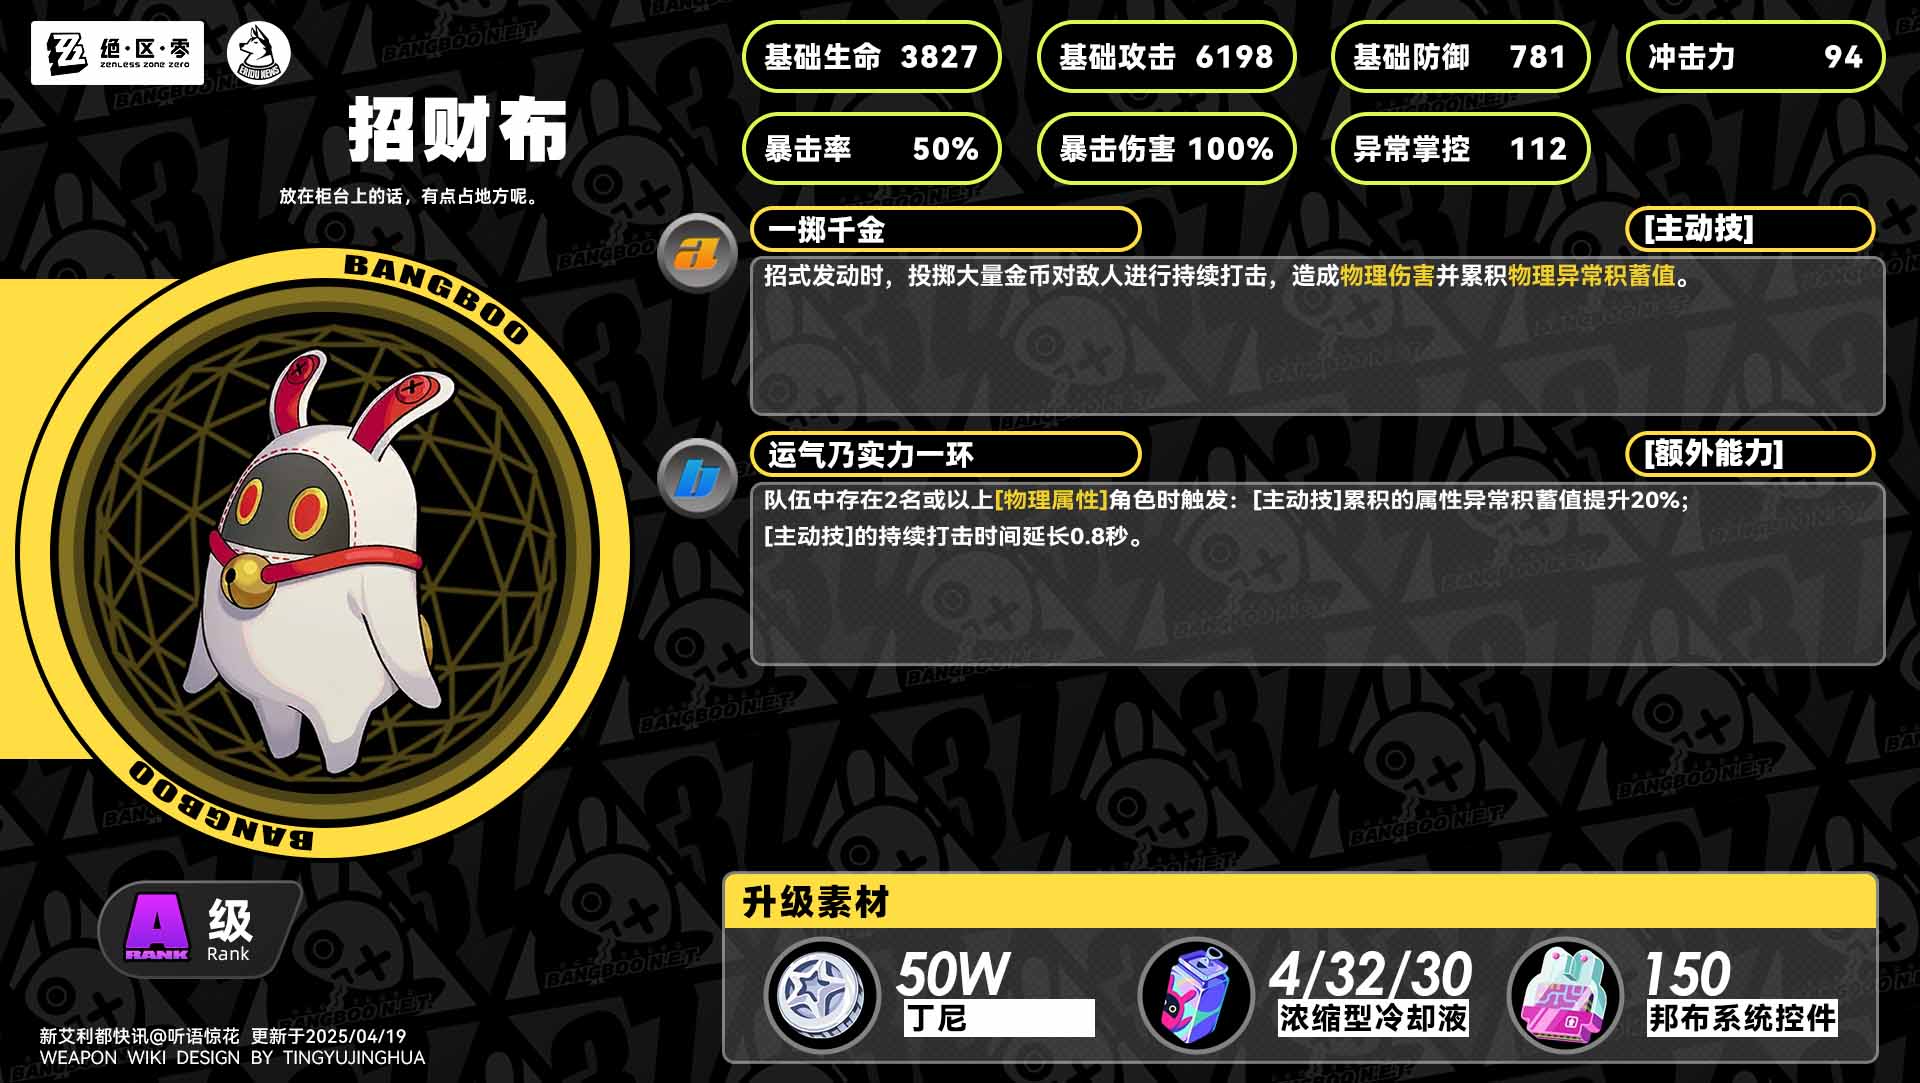 绝·区·零
ZENLESS ZONE ZERO
ERIDU NEWS
招财布
放在柜台上的话，有点占地方呢。
基础生命 3827
基础攻击 6198
基础防御 781
冲击力 94
暴击率 50%
暴击伤害 100%
异常掌控 112
a
一掷千金
[主动技]
招式发动时，投掷大量金币对敌人进行持续打击，造成物理伤害并累积物理异常积蓄值。
b
运气乃实力一环
[额外能力]
队伍中存在2名或以上[物理属性]角色时触发：[主动技]累积的属性异常积蓄值提升20%；
[主动技]的持续打击时间延长0.8秒。
BANGBOO
BANGBOO
A
RANK
级
Rank
升级素材
50W
丁尼
4/32/30
浓缩型冷却液
150
邦布系统控件
新艾利都快讯@听语惊花 更新于2025/04/19
WEAPON WIKI DESIGN BY TINGYUJINGHUA
BANGBOO N.E.T.